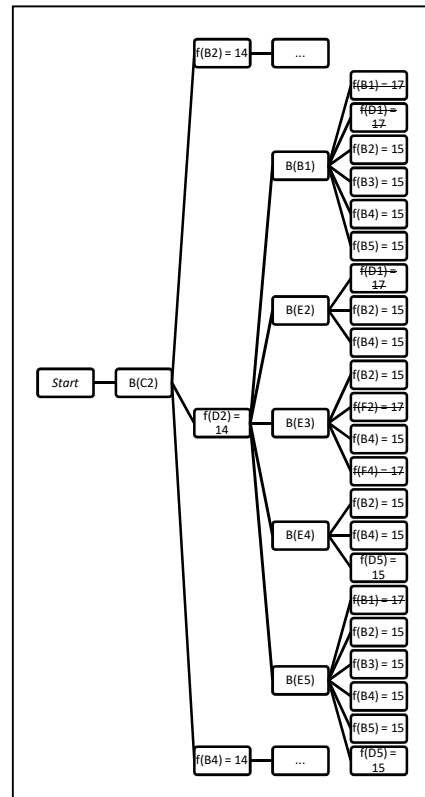 f(B2) = 14
...
f(B1) = 17
f(D1) =
17
f(B2) = 15
B(B1)
f(B3) = 15
f(B4) = 15
f(B5) = 15
f(D1) =
17
B(E2)
f(B2) = 15
f(B4) = 15
Start
B(C2)
f(D2) =
14
f(B2) = 15
B(E3)
f(F2) = 17
f(B4) = 15
f(F4) = 17
f(B2) = 15
B(E4)
f(B4) = 15
f(D5) =
15
f(B1) = 17
f(B2) = 15
B(E5)
f(B3) = 15
f(B4) = 15
f(B5) = 15
f(D5) =
15
f(B4) = 14
...